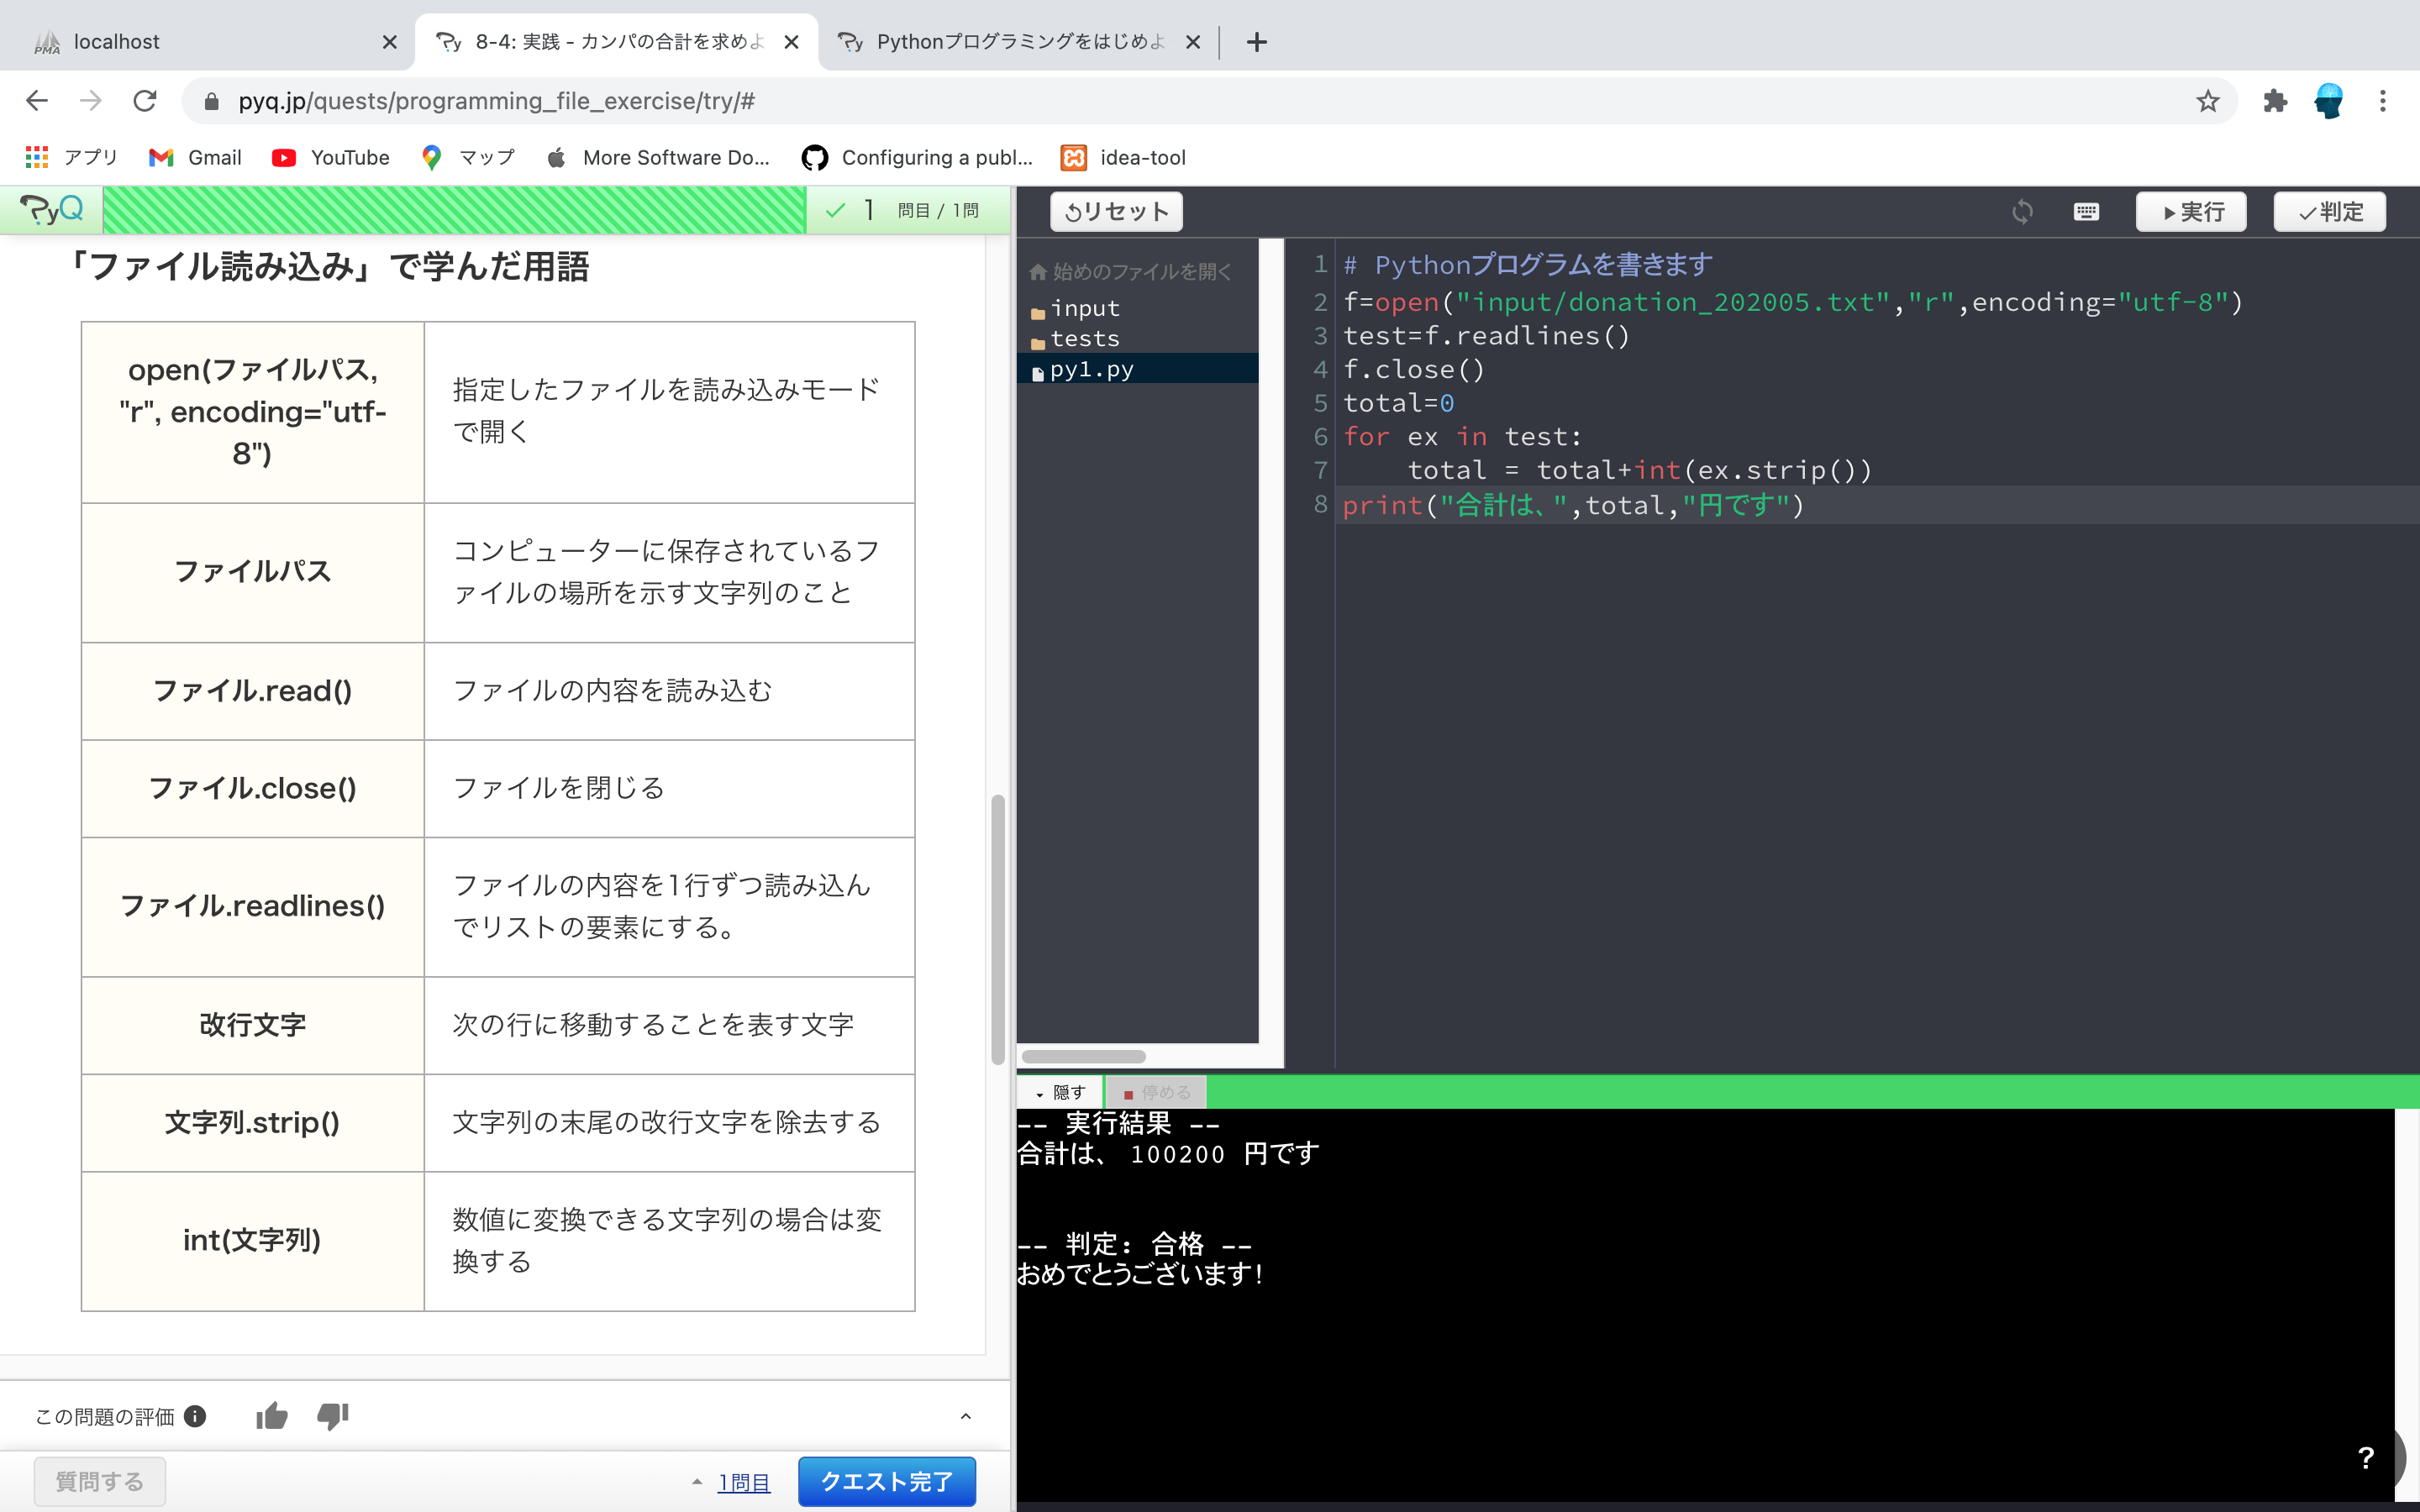 localhost
8-4: 実践 - カンパの合計を求めよ
Pythonプログラミングをはじめよ
pyq.jp/quests/programming_file_exercise/try/#
アプリ
Gmail
YouTube
マップ
More Software Do...
Configuring a publ...
idea-tool
PyQ
1 問目 / 1問
「ファイル読み込み」で学んだ用語
open(ファイルパス,
"r", encoding="utf-
8")
指定したファイルを読み込みモード
で開く
ファイルパス
コンピューターに保存されているフ
ァイルの場所を示す文字列のこと
ファイル.read()
ファイルの内容を読み込む
ファイル.close()
ファイルを閉じる
ファイル.readlines()
ファイルの内容を1行ずつ読み込ん
でリストの要素にする。
改行文字
次の行に移動することを表す文字
文字列.strip()
文字列の末尾の改行文字を除去する
int(文字列)
数値に変換できる文字列の場合は変
換する
この問題の評価
質問する
1問目
クエスト完了
リセット
実行
判定
始めのファイルを開く
input
tests
py1.py
1 # Pythonプログラムを書きます
2 f=open("input/donation_202005.txt","r",encoding="utf-8")
3 test=f.readlines()
4 f.close()
5 total=0
6 for ex in test:
7     total = total+int(ex.strip())
8 print("合計は、",total,"円です")
隠す
停める
-- 実行結果 --
合計は、 100200 円です
-- 判定: 合格 --
おめでとうございます!
?
PMA